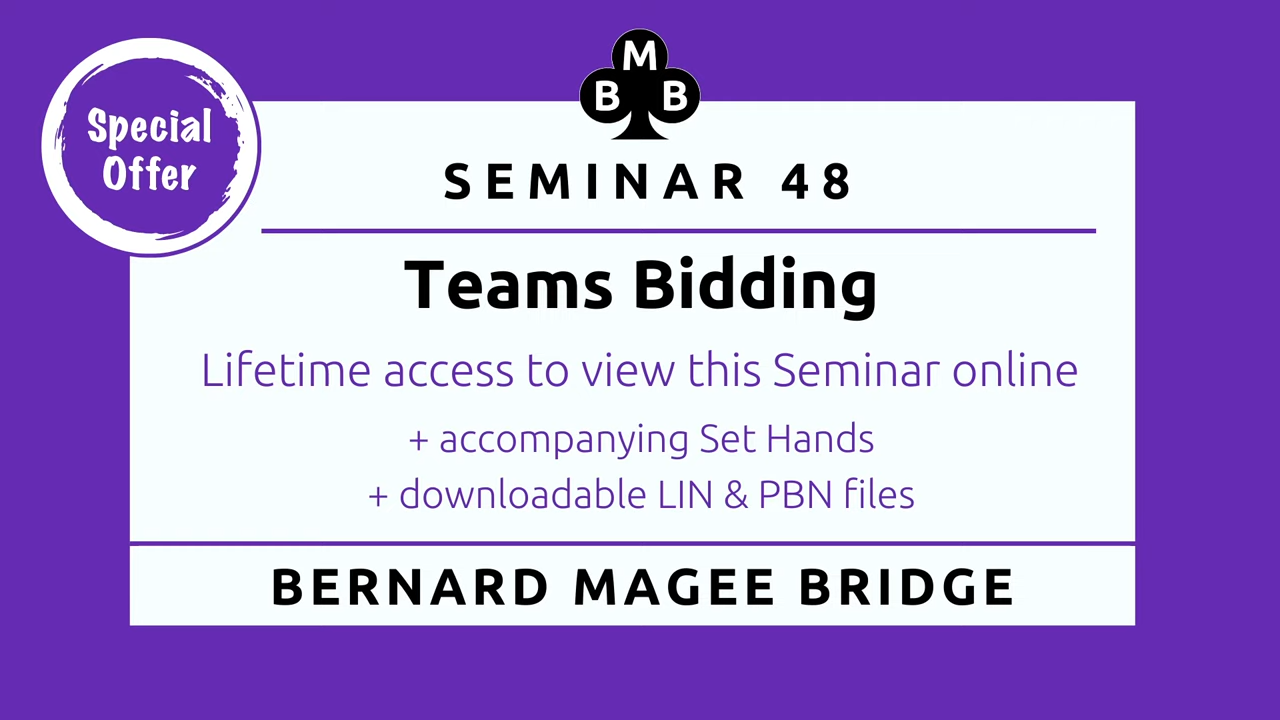 Special
Offer
M
B B
SEMINAR 48
Teams Bidding
Lifetime access to view this Seminar online
+ accompanying Set Hands
+ downloadable LIN & PBN files
BERNARD MAGEE BRIDGE